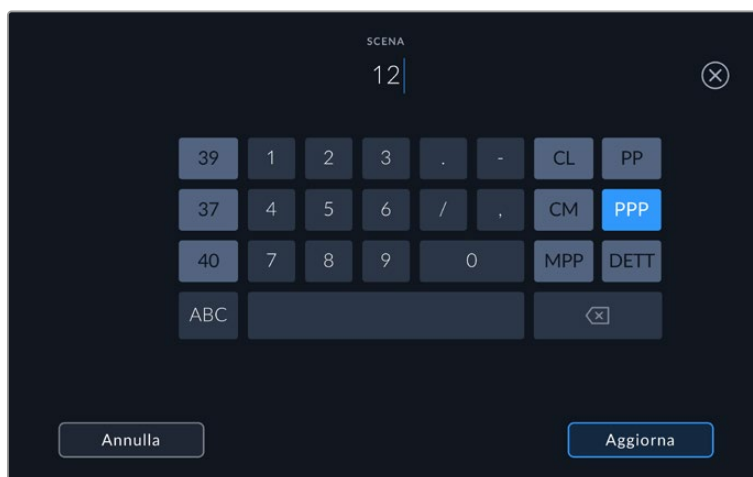 SCENA
12
39 1 2 3 . - CL PP
37 4 5 6 / , CM PPP
40 7 8 9 0 MPP DETT
ABC
Annulla Aggiorna